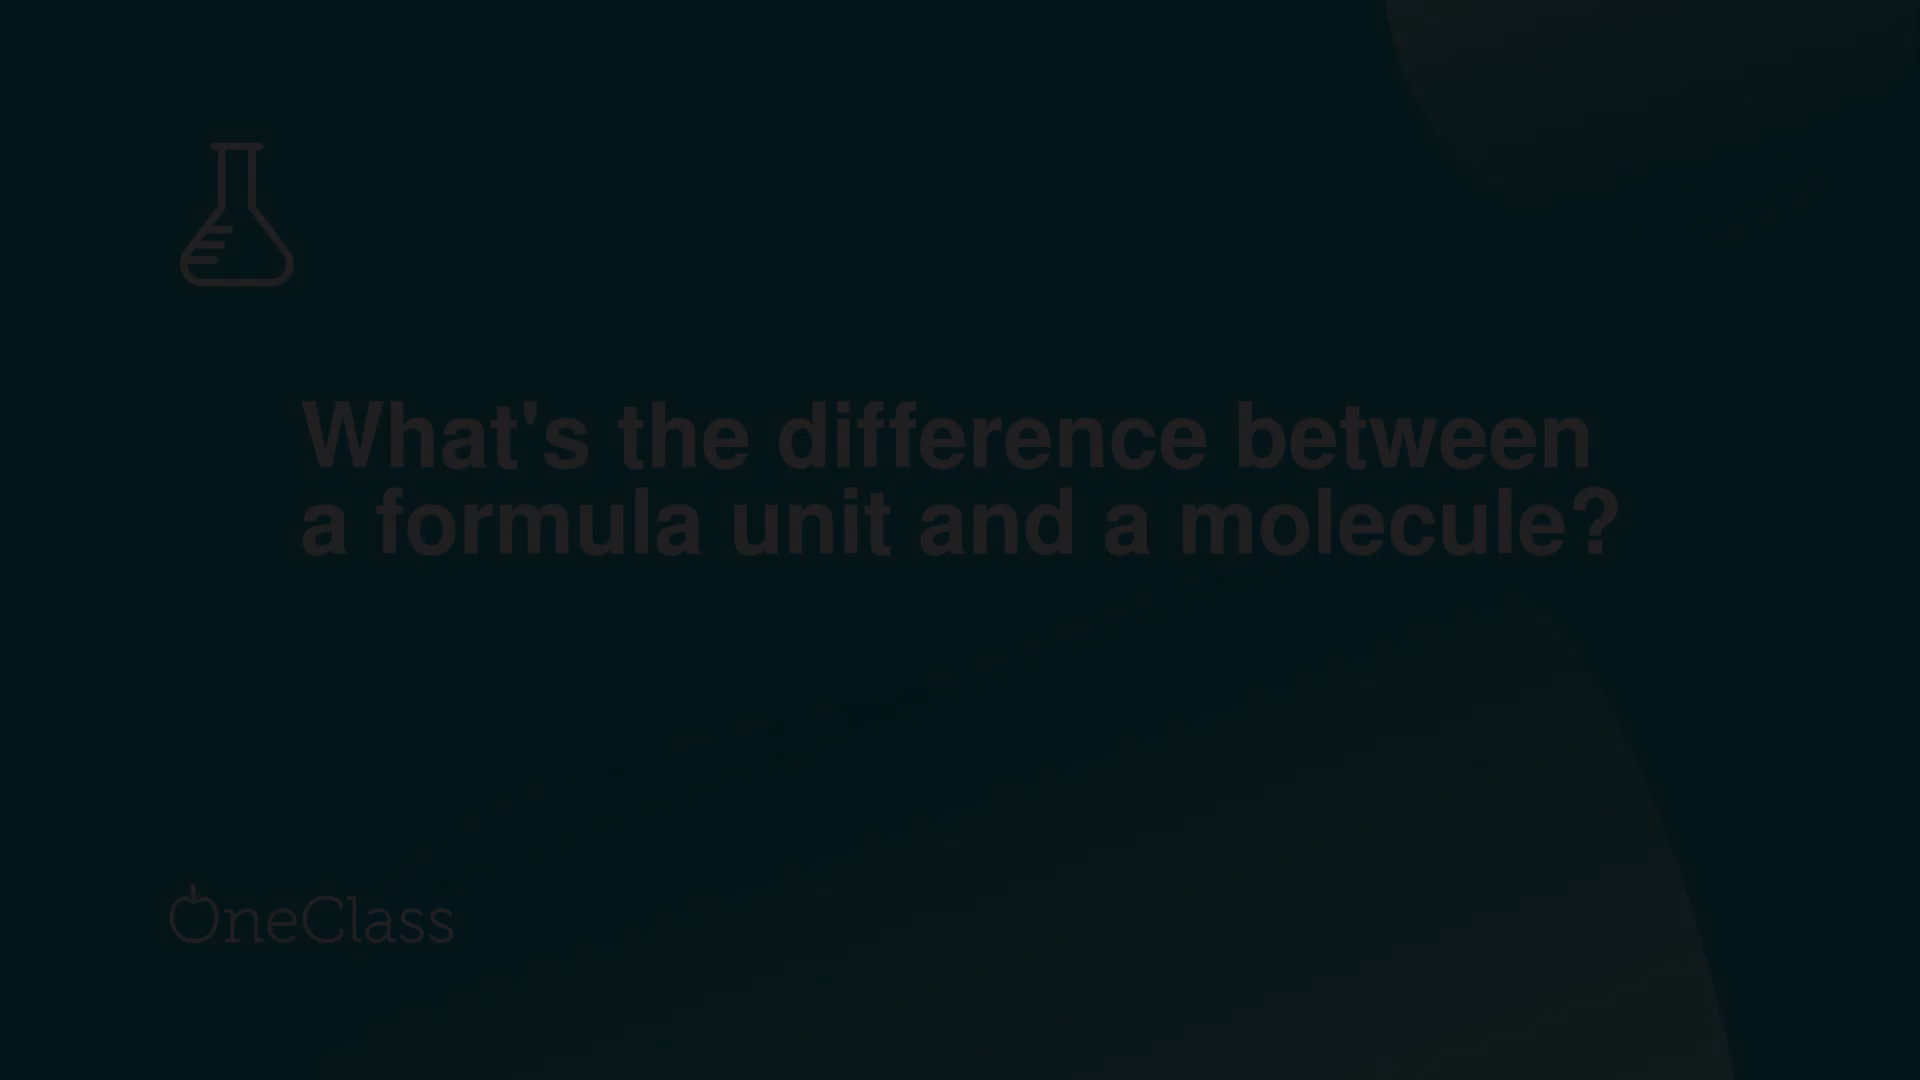 What's the difference between
a formula unit and a molecule?
OneClass